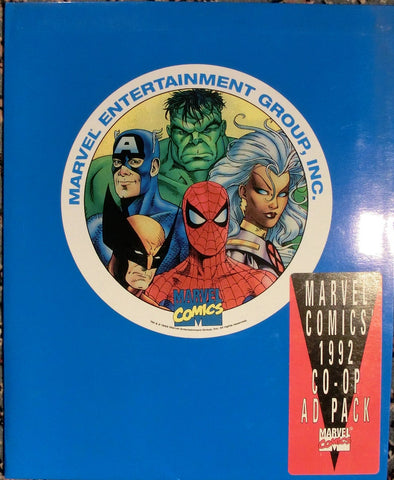 MARVEL® ENTERTAINMENT GROUP, INC.
A
MARVEL
COMICS
MARVEL
COMICS
1992
CO-OP
AD PACK
MARVEL®
COMICS